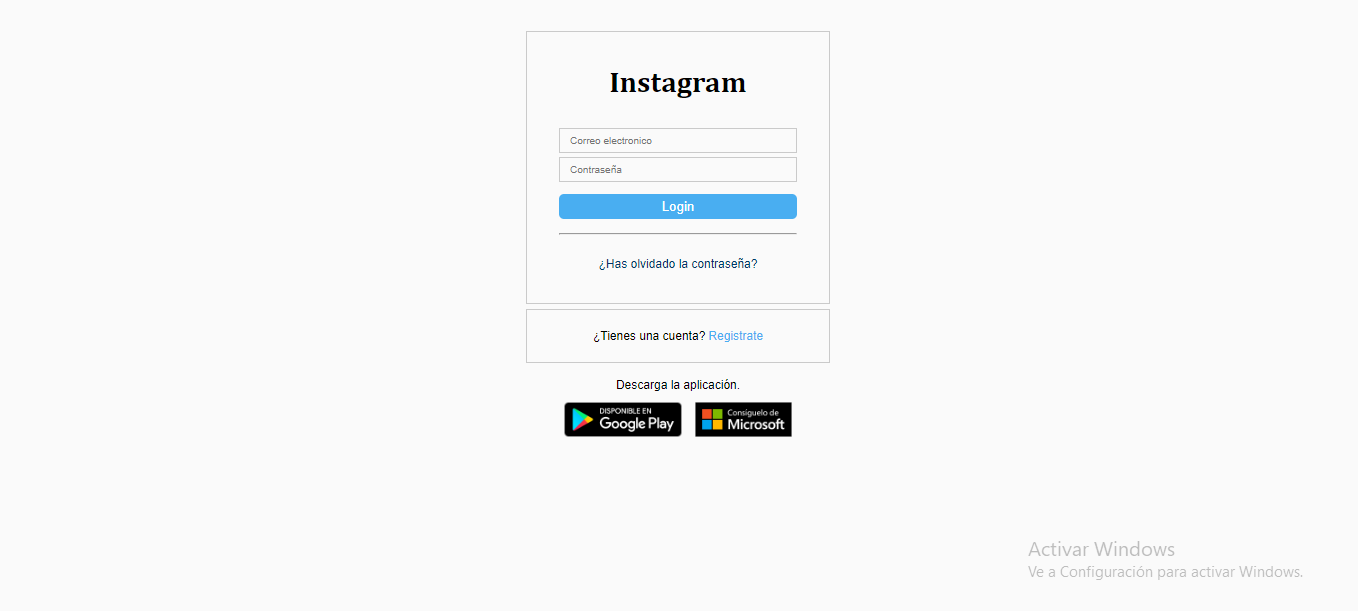 Instagram
Correo electronico
Contraseña
Login
¿Has olvidado la contraseña?
¿Tienes una cuenta? Registrate
Descarga la aplicación.
DISPONIBLE EN
Google Play
Consíguelo de
Microsoft
Activar Windows
Ve a Configuración para activar Windows.